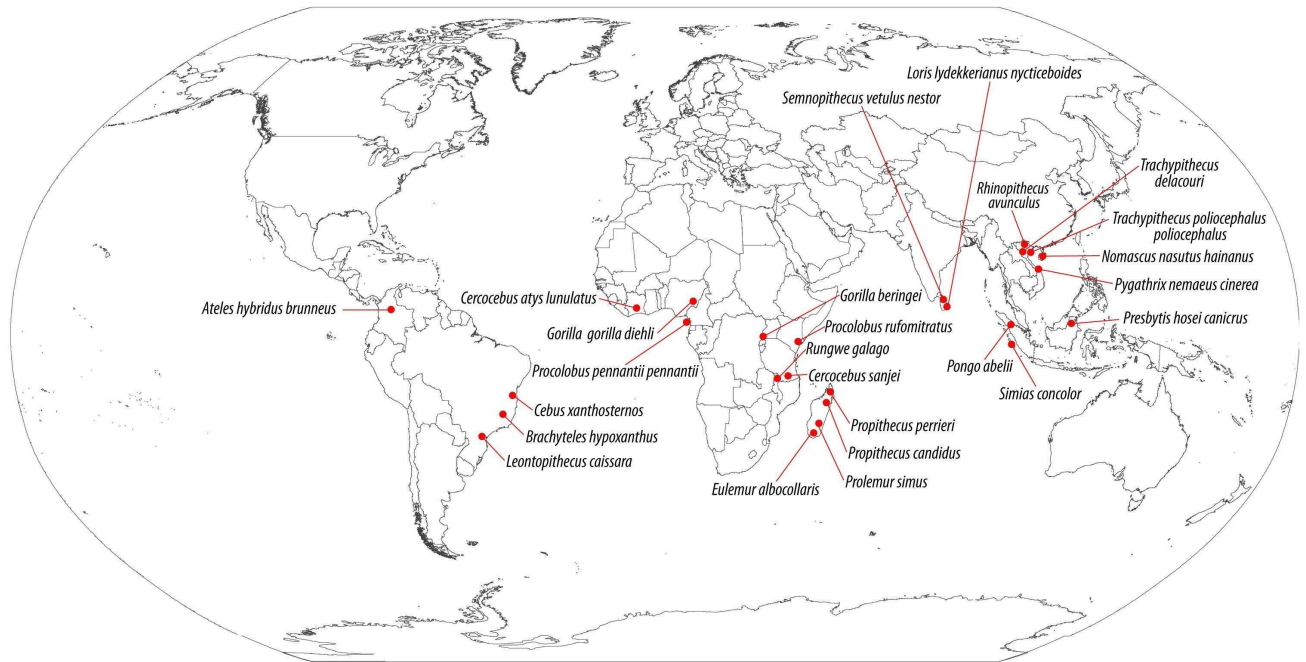 Loris lydekkerianus nycticeboides
Semnopithecus vetulus nestor
Trachypithecus
delacouri
Rhinopithecus
avunculus
Trachypithecus poliocephalus
poliocephalus
Nomascus nasutus hainanus
Pygathrix nemaeus cinerea
Ateles hybridus brunneus
Cercocebus atys lunulatus
Gorilla beringei
Presbytis hosei canicrus
Gorilla gorilla diehli
Procolobus rufomitratus
Rungwe galago
Procolobus pennantii pennantii
Cercocebus sanjei
Pongo abelii
Simias concolor
Cebus xanthosternos
Propithecus perrieri
Brachyteles hypoxanthus
Propithecus candidus
Leontopithecus caissara
Eulemur albocollaris
Prolemur simus